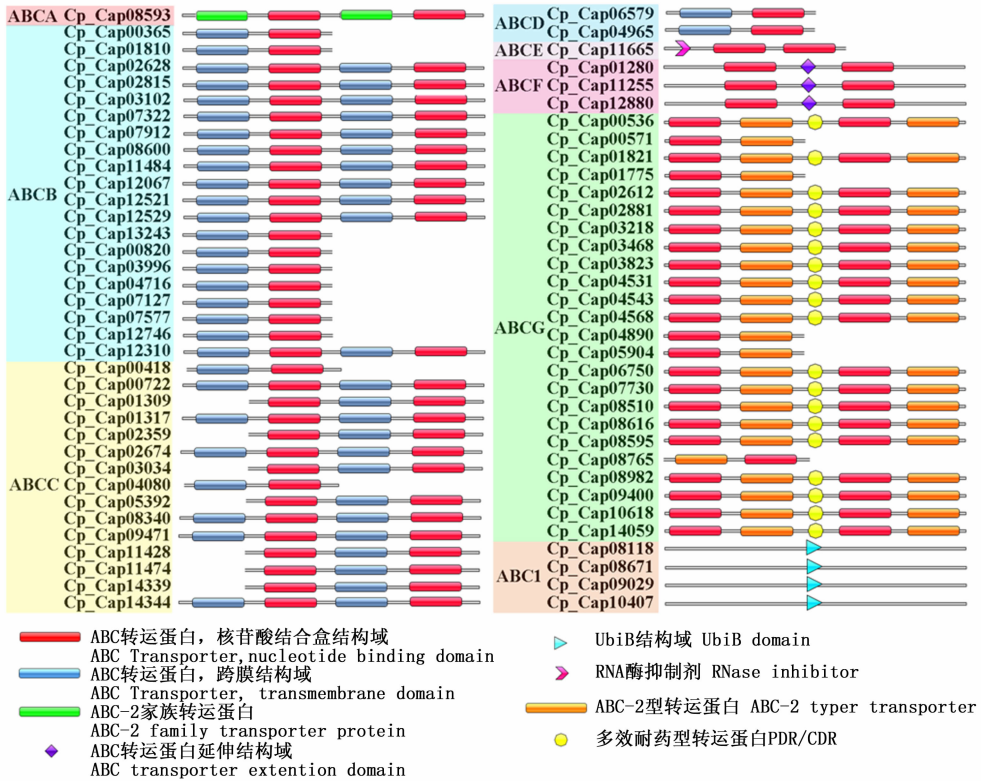 ABCA
Cp_Cap08593
ABCB
Cp_Cap00365
Cp_Cap01810
Cp_Cap02628
Cp_Cap02815
Cp_Cap03102
Cp_Cap07322
Cp_Cap07912
Cp_Cap08600
Cp_Cap11484
Cp_Cap12067
Cp_Cap12521
Cp_Cap12529
Cp_Cap13243
Cp_Cap00820
Cp_Cap03996
Cp_Cap04716
Cp_Cap07127
Cp_Cap07577
Cp_Cap12746
Cp_Cap12310
ABCC
Cp_Cap00418
Cp_Cap00722
Cp_Cap01309
Cp_Cap01317
Cp_Cap02359
Cp_Cap02674
Cp_Cap03034
Cp_Cap04080
Cp_Cap05392
Cp_Cap08340
Cp_Cap09471
Cp_Cap11428
Cp_Cap11474
Cp_Cap14339
Cp_Cap14344
ABCD
Cp_Cap06579
Cp_Cap04965
ABCE
Cp_Cap11665
ABCF
Cp_Cap01280
Cp_Cap11255
Cp_Cap12880
ABCG
Cp_Cap00536
Cp_Cap00571
Cp_Cap01821
Cp_Cap01775
Cp_Cap02612
Cp_Cap02881
Cp_Cap03218
Cp_Cap03468
Cp_Cap03823
Cp_Cap04531
Cp_Cap04543
Cp_Cap04568
Cp_Cap04890
Cp_Cap05904
Cp_Cap06750
Cp_Cap07730
Cp_Cap08510
Cp_Cap08616
Cp_Cap08595
Cp_Cap08765
Cp_Cap08982
Cp_Cap09400
Cp_Cap10618
Cp_Cap14059
ABC1
Cp_Cap08118
Cp_Cap08671
Cp_Cap09029
Cp_Cap10407
ABC转运蛋白，核苷酸结合盒结构域
ABC Transporter,nucleotide binding domain
ABC转运蛋白，跨膜结构域
ABC Transporter, transmembrane domain
ABC-2家族转运蛋白
ABC-2 family transporter protein
ABC转运蛋白延伸结构域
ABC transporter extention domain
UbiB结构域 UbiB domain
RNA酶抑制剂 RNase inhibitor
ABC-2型转运蛋白 ABC-2 typer transporter
多效耐药型转运蛋白PDR/CDR